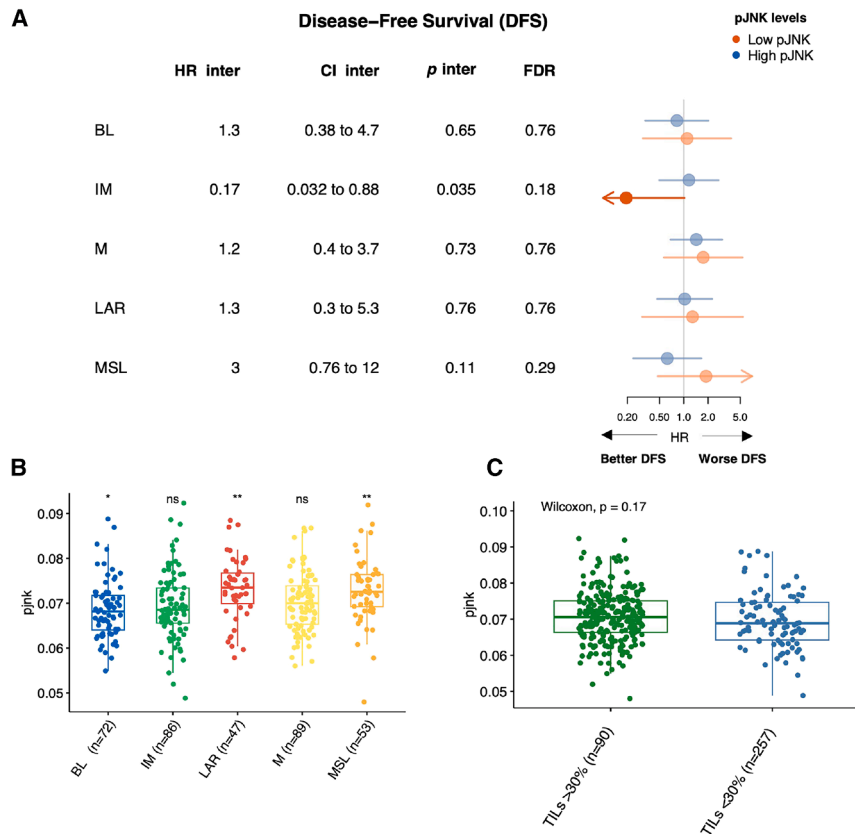 A
Disease–Free Survival (DFS)
pJNK levels
Low pJNK
High pJNK
HR inter CI inter p inter FDR
BL 1.3 0.38 to 4.7 0.65 0.76
IM 0.17 0.032 to 0.88 0.035 0.18
M 1.2 0.4 to 3.7 0.73 0.76
LAR 1.3 0.3 to 5.3 0.76 0.76
MSL 3 0.76 to 12 0.11 0.29
0.20 0.50 1.0 2.0 5.0
HR
Better DFS Worse DFS
B
* ns ** ns **
pjnk
0.09
0.08
0.07
0.06
0.05
BL (n=72)
IM (n=86)
LAR (n=47)
M (n=89)
MSL (n=53)
C
Wilcoxon, p = 0.17
pjnk
0.10
0.09
0.08
0.07
0.06
0.05
TILs >30% (n=90)
TILs <30% (n=257)